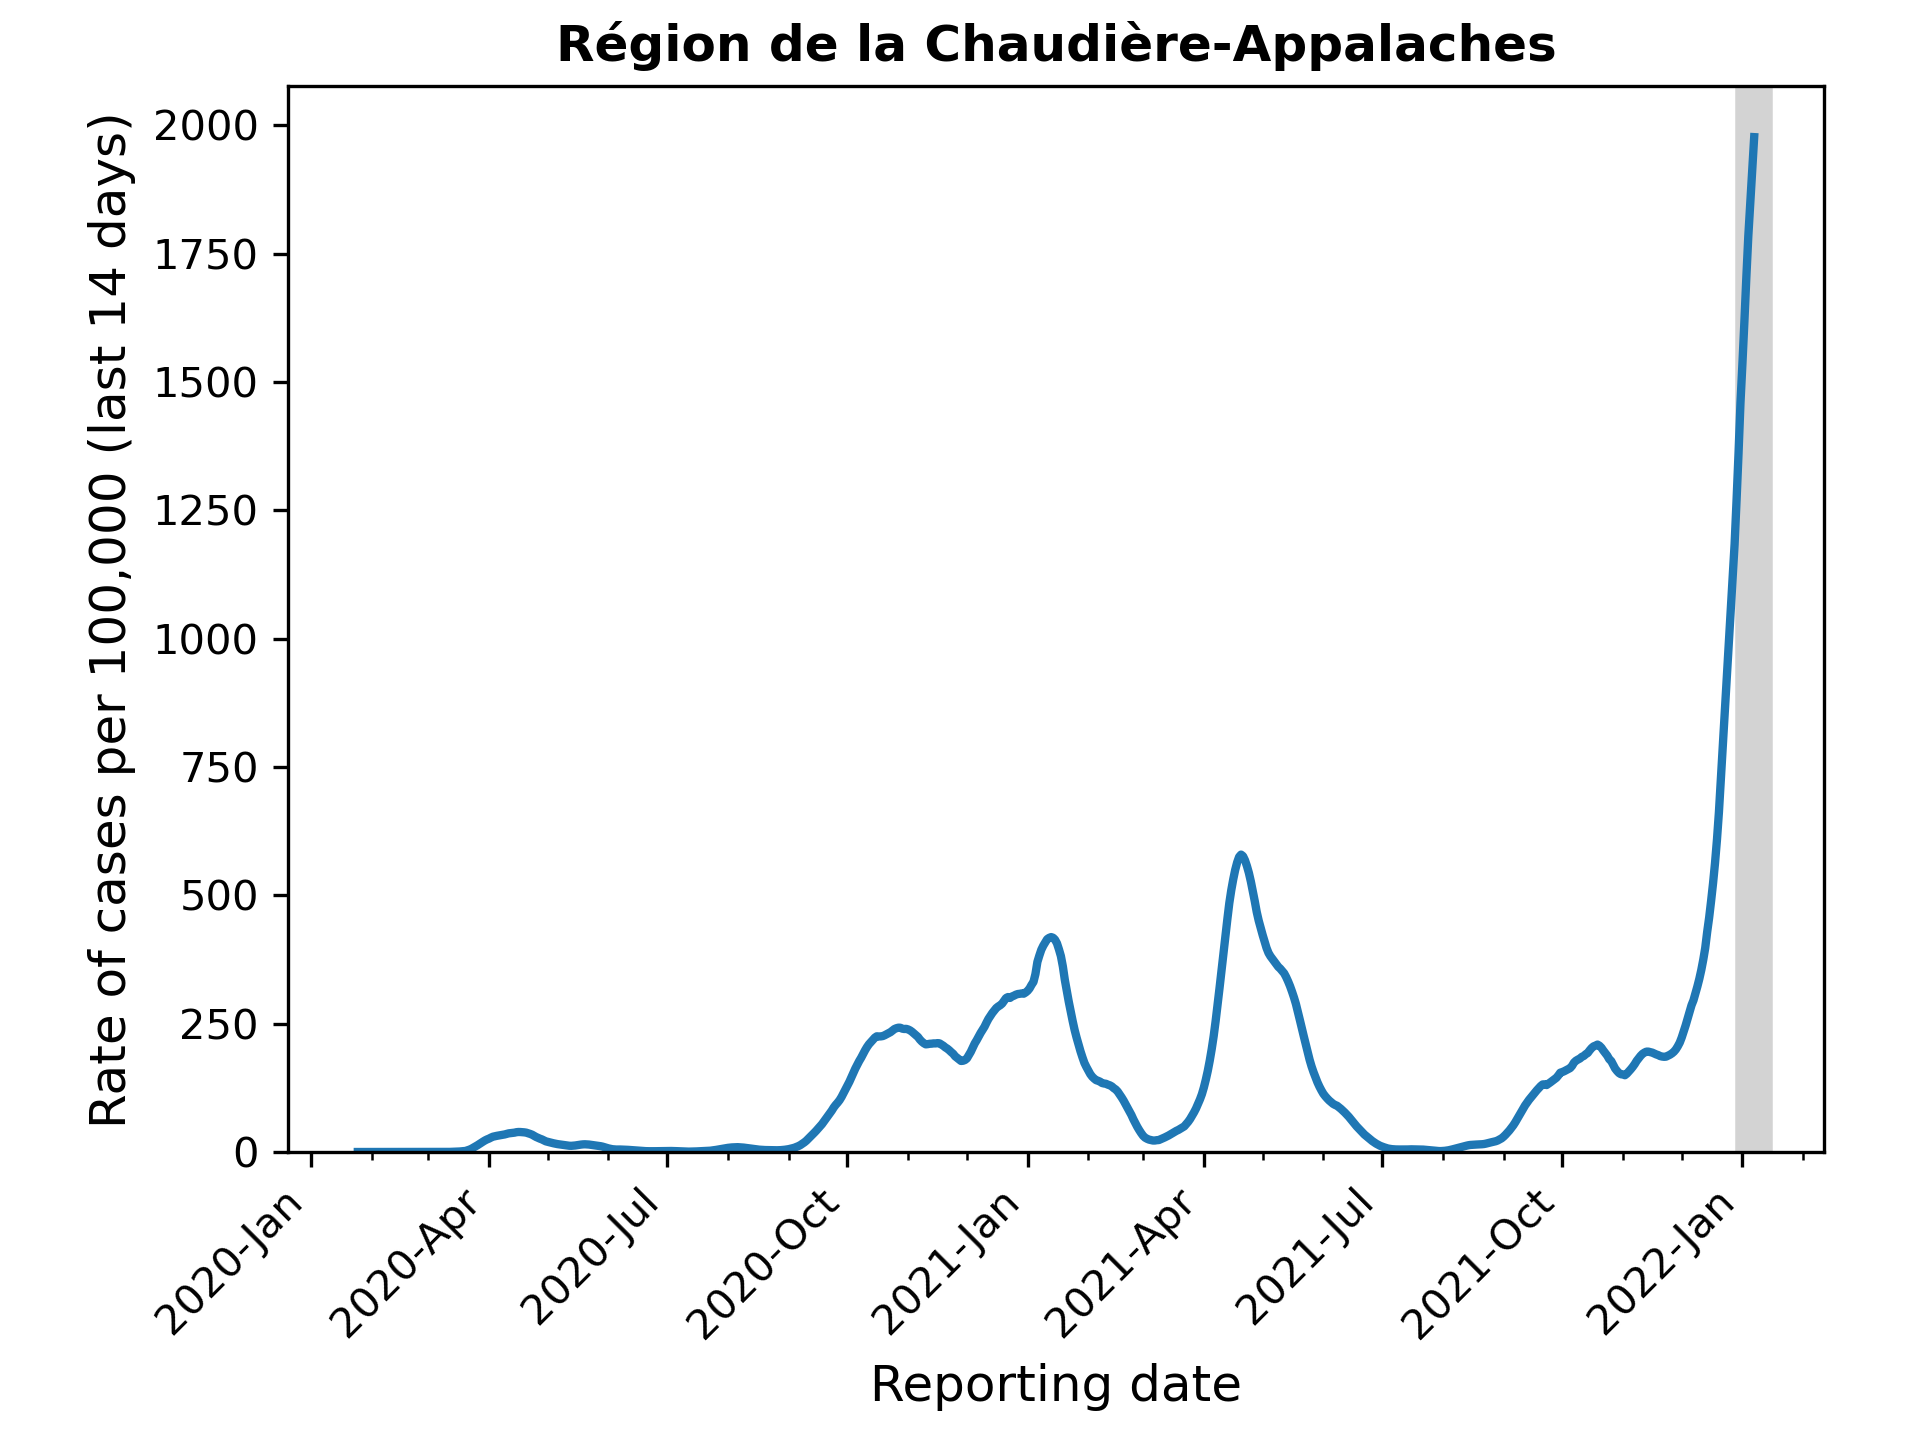 Région de la Chaudière-Appalaches
Rate of cases per 100,000 (last 14 days)
2000
1750
1500
1250
1000
750
500
250
0
2020-Jan
2020-Apr
2020-Jul
2020-Oct
2021-Jan
2021-Apr
2021-Jul
2021-Oct
2022-Jan
Reporting date